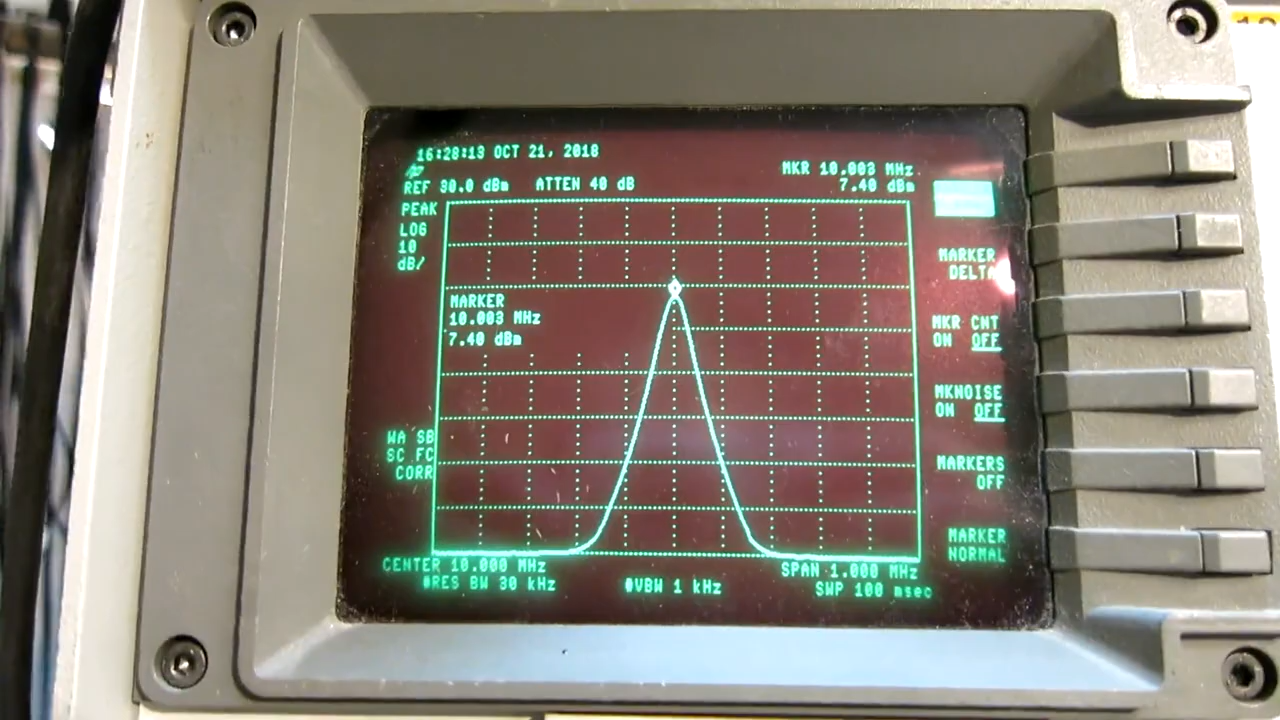 16:28:13 OCT 21, 2018
hp
REF 30.0 dBm ATTEN 40 dB
MKR 10.003 MHz
7.40 dBm
PEAK
LOG
10
dB/
MARKER
10.003 MHz
7.40 dBm
WA SB
SC FC
CORR
CENTER 10.000 MHz
SPAN 1.000 MHz
#RES BW 30 kHz
#VBW 1 kHz
SWP 100 msec
MARKER
DELTA
MKR CNT
ON OFF
MKNOISE
ON OFF
MARKERS
OFF
MARKER
NORMAL